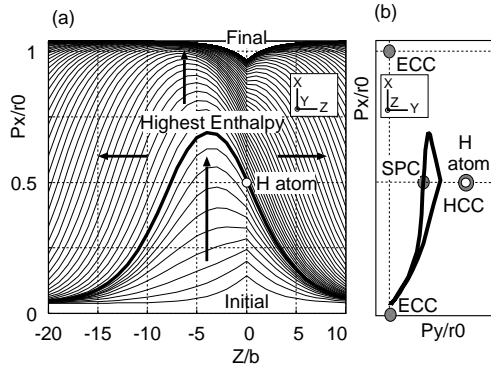 (a)
Final
1
Px/r0
X
Y
Z
Highest Enthalpy
0.5
H atom
Initial
0
-20
-15
-10
-5
0
5
10
Z/b
(b)
ECC
Px/r0
X
Z
Y
H
atom
SPC
HCC
ECC
Py/r0